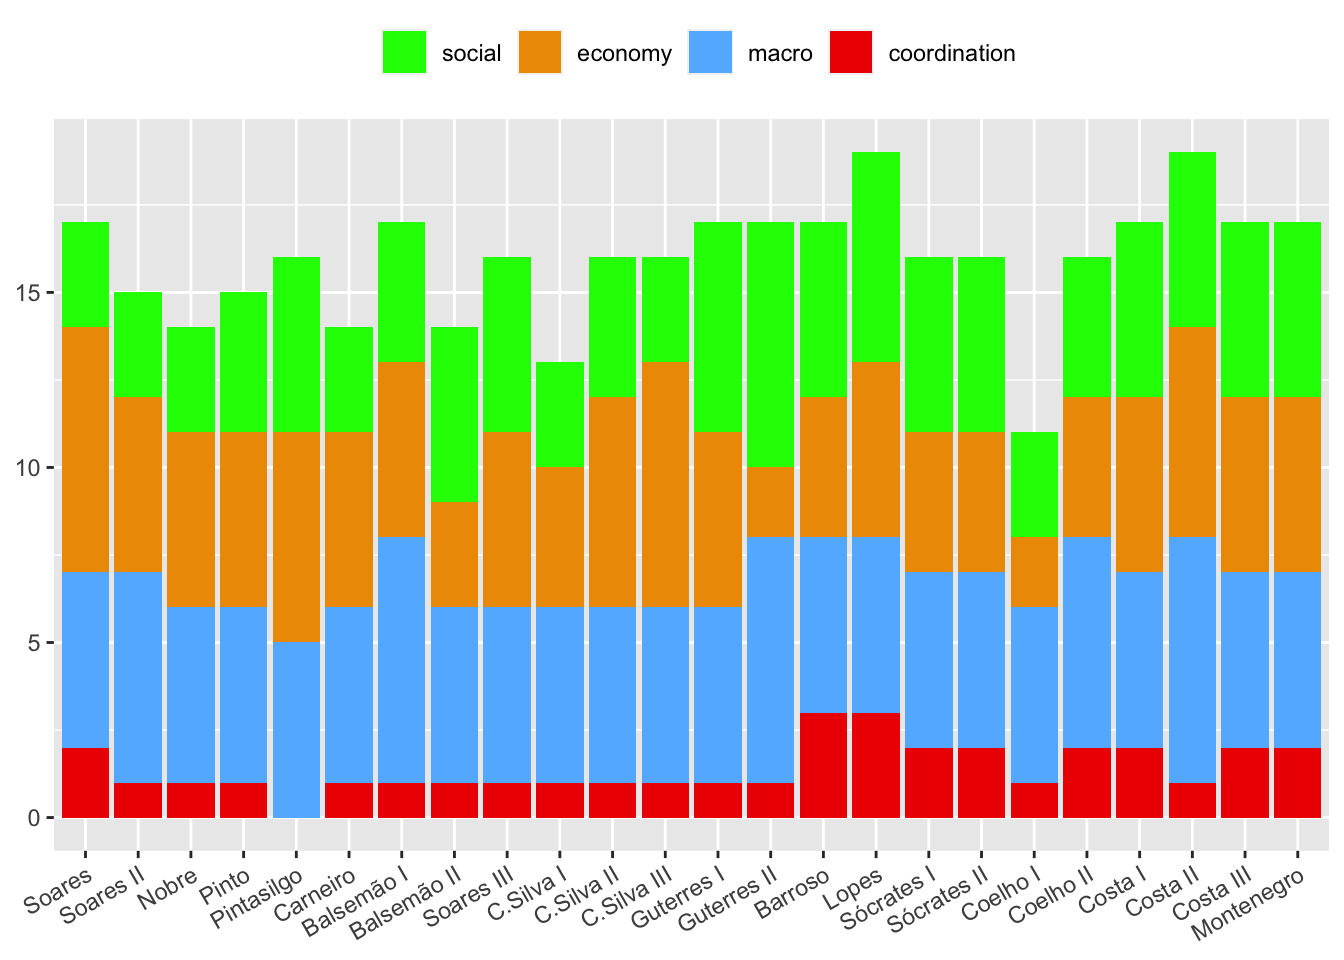 social economy macro coordination
15
10
5
0
Soares Soares II Nobre Pinto Pintasilgo Carneiro Balsemão I Balsemão II Soares III C.Silva I C.Silva II C.Silva III Guterres I Guterres II Barroso Lopes Sócrates I Sócrates II Coelho I Coelho II Costa I Costa II Costa III Montenegro